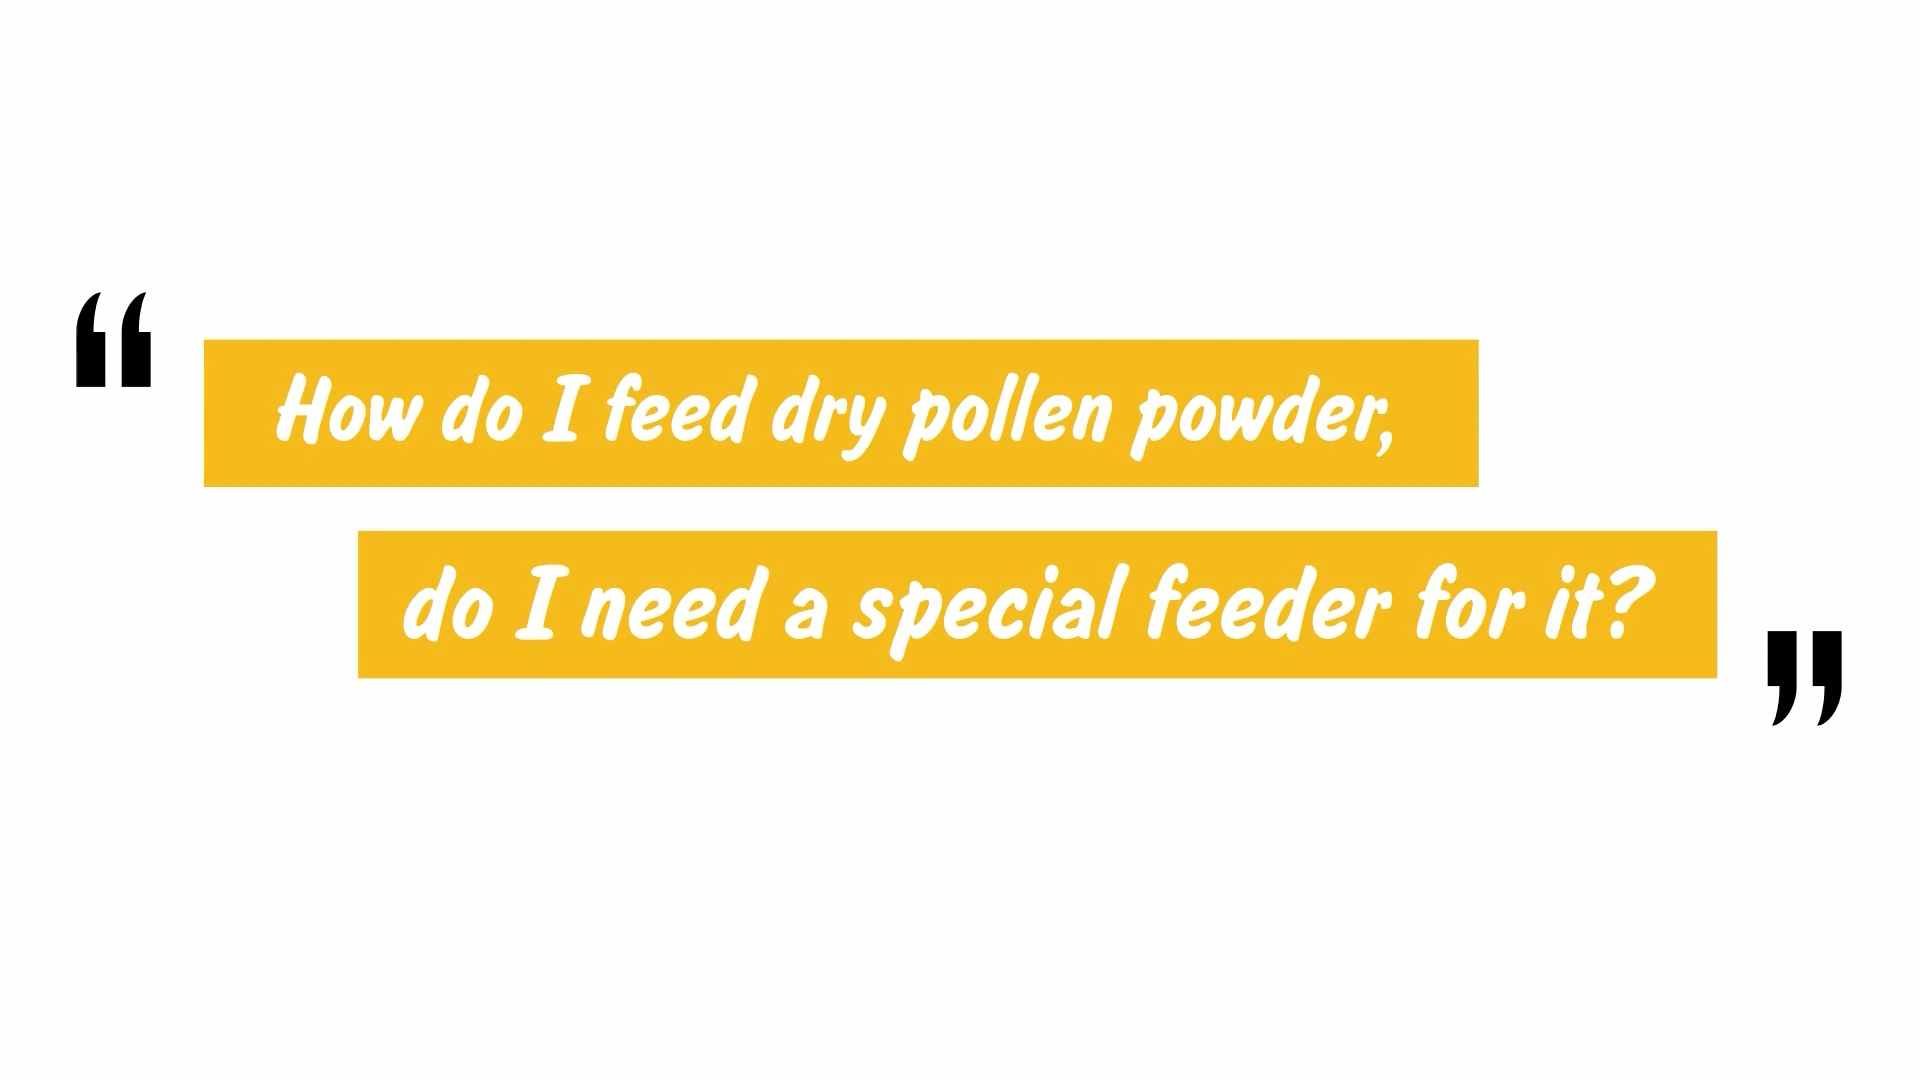 “How do I feed dry pollen powder,
do I need a special feeder for it?”